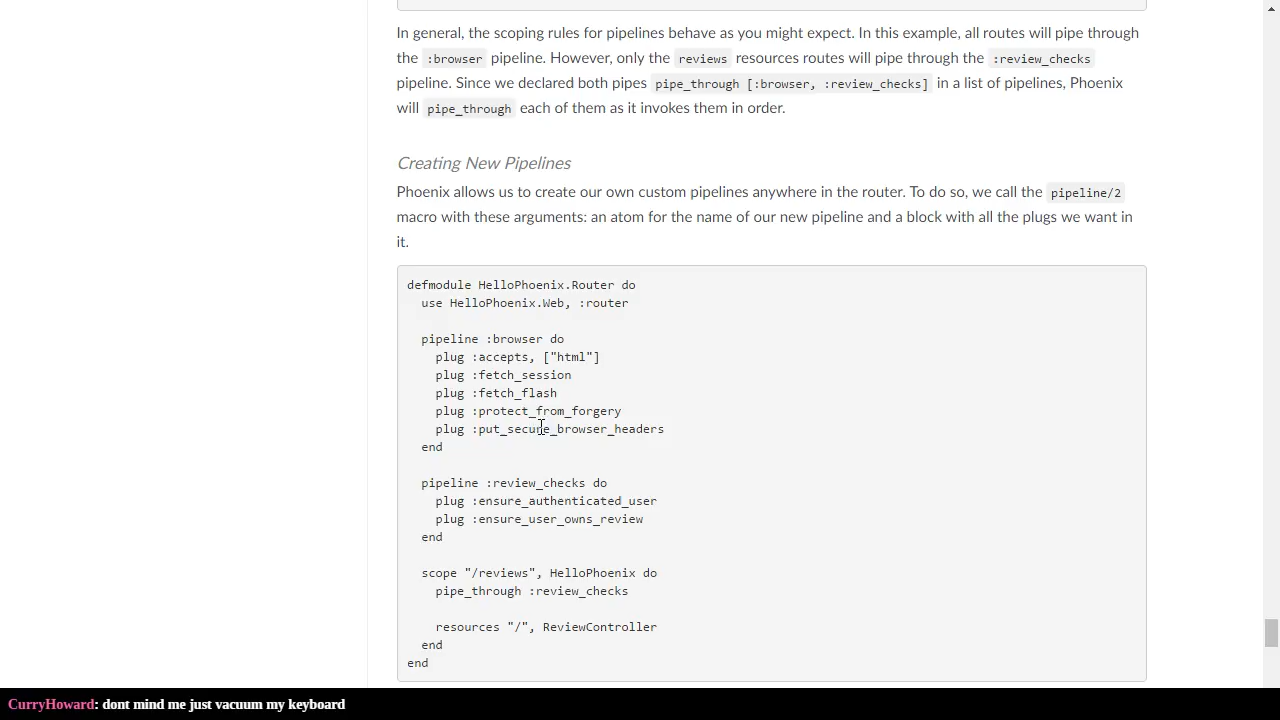 In general, the scoping rules for pipelines behave as you might expect. In this example, all routes will pipe through
the :browser pipeline. However, only the reviews resources routes will pipe through the :review_checks
pipeline. Since we declared both pipes pipe_through [:browser, :review_checks] in a list of pipelines, Phoenix
will pipe_through each of them as it invokes them in order.
Creating New Pipelines
Phoenix allows us to create our own custom pipelines anywhere in the router. To do so, we call the pipeline/2
macro with these arguments: an atom for the name of our new pipeline and a block with all the plugs we want in
it.
defmodule HelloPhoenix.Router do
  use HelloPhoenix.Web, :router
  pipeline :browser do
    plug :accepts, ["html"]
    plug :fetch_session
    plug :fetch_flash
    plug :protect_from_forgery
    plug :put_secure_browser_headers
  end
  pipeline :review_checks do
    plug :ensure_authenticated_user
    plug :ensure_user_owns_review
  end
  scope "/reviews", HelloPhoenix do
    pipe_through :review_checks
    resources "/", ReviewController
  end
end
CurryHoward: dont mind me just vacuum my keyboard